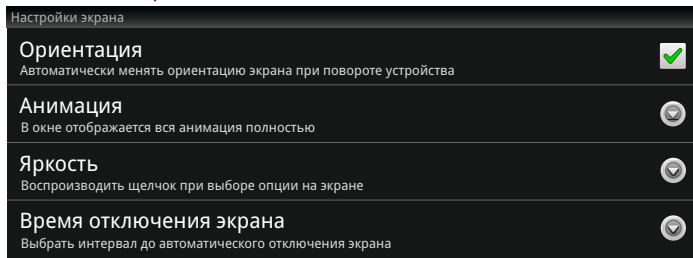 Настройки экрана
Ориентация
Автоматически менять ориентацию экрана при повороте устройства
Анимация
В окне отображается вся анимация полностью
Яркость
Воспроизводить щелчок при выборе опции на экране
Время отключения экрана
Выбрать интервал до автоматического отключения экрана